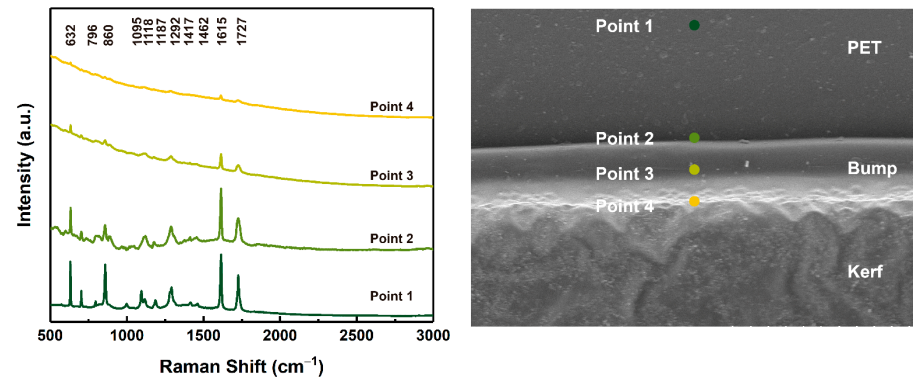 632 796 860 1095 1118 1187 1292 1417 1462 1615 1727
Point 4
Point 3
Point 2
Point 1
Intensity (a.u.)
500 1000 1500 2000 2500 3000
Raman Shift (cm⁻¹)
Point 1
PET
Point 2
Point 3
Bump
Point 4
Kerf